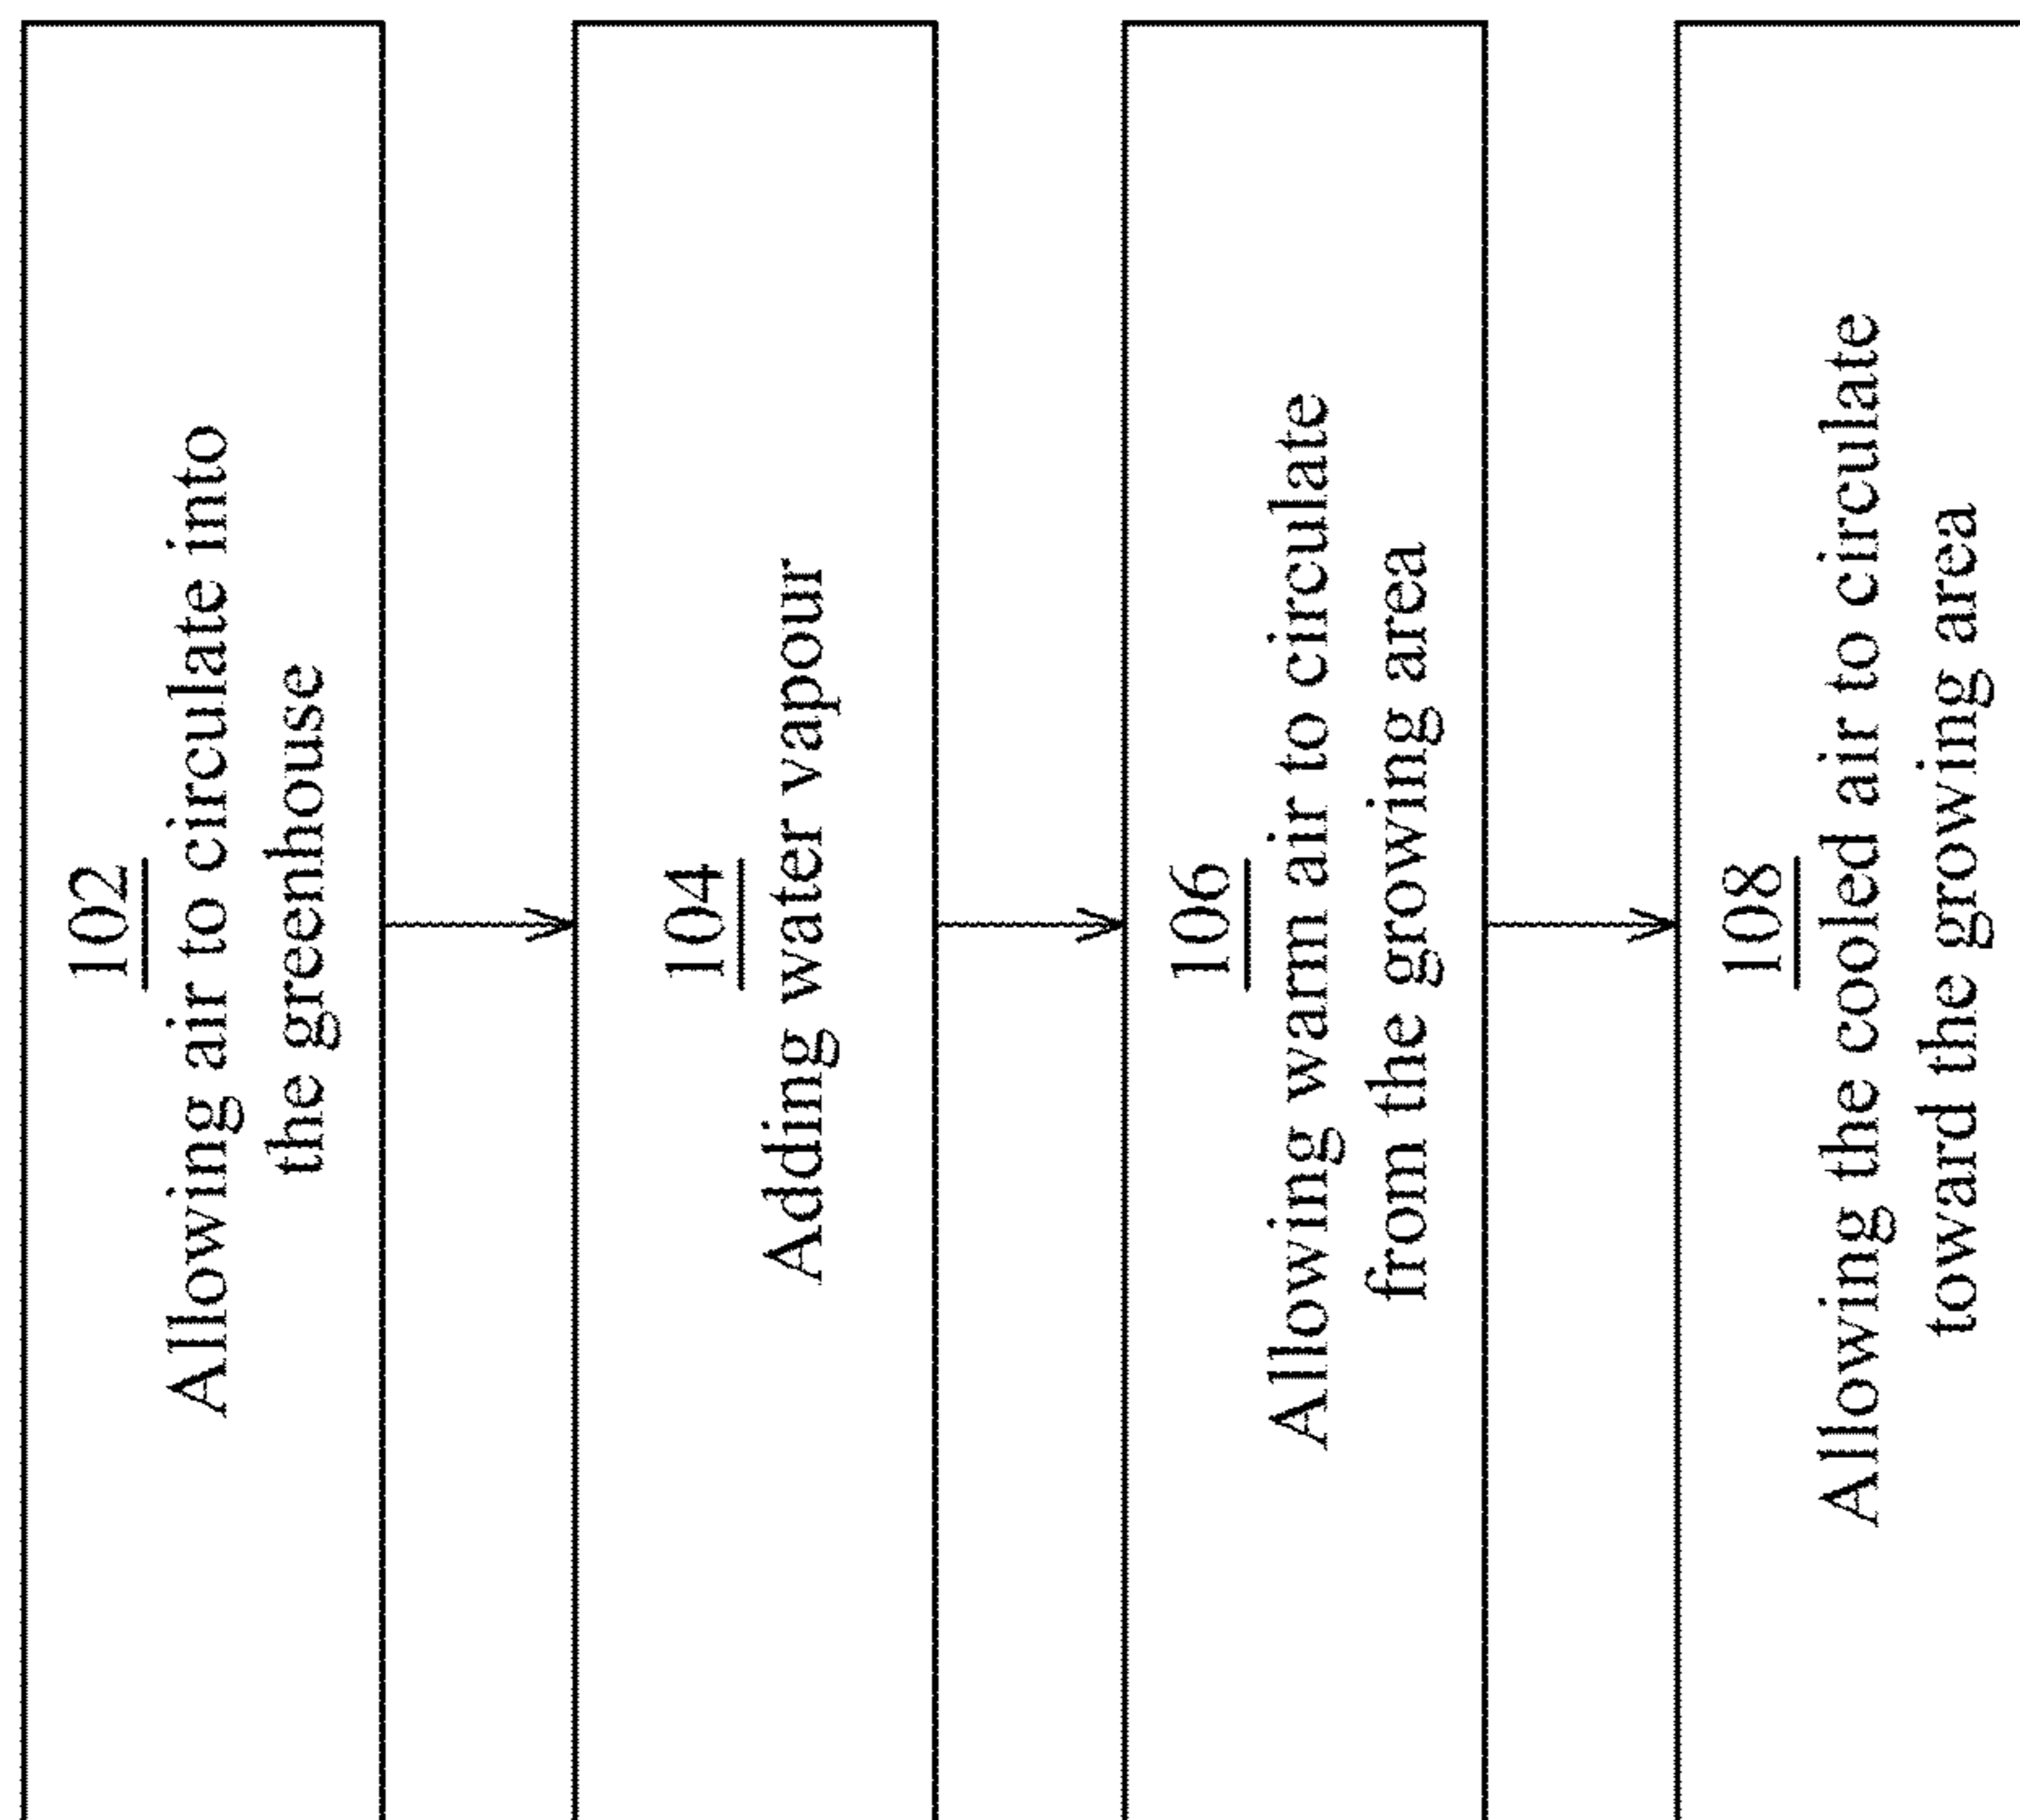 102
Allowing air to circulate into
the greenhouse
104
Adding water vapour
106
Allowing warm air to circulate
from the growing area
108
Allowing the cooled air to circulate
toward the growing area